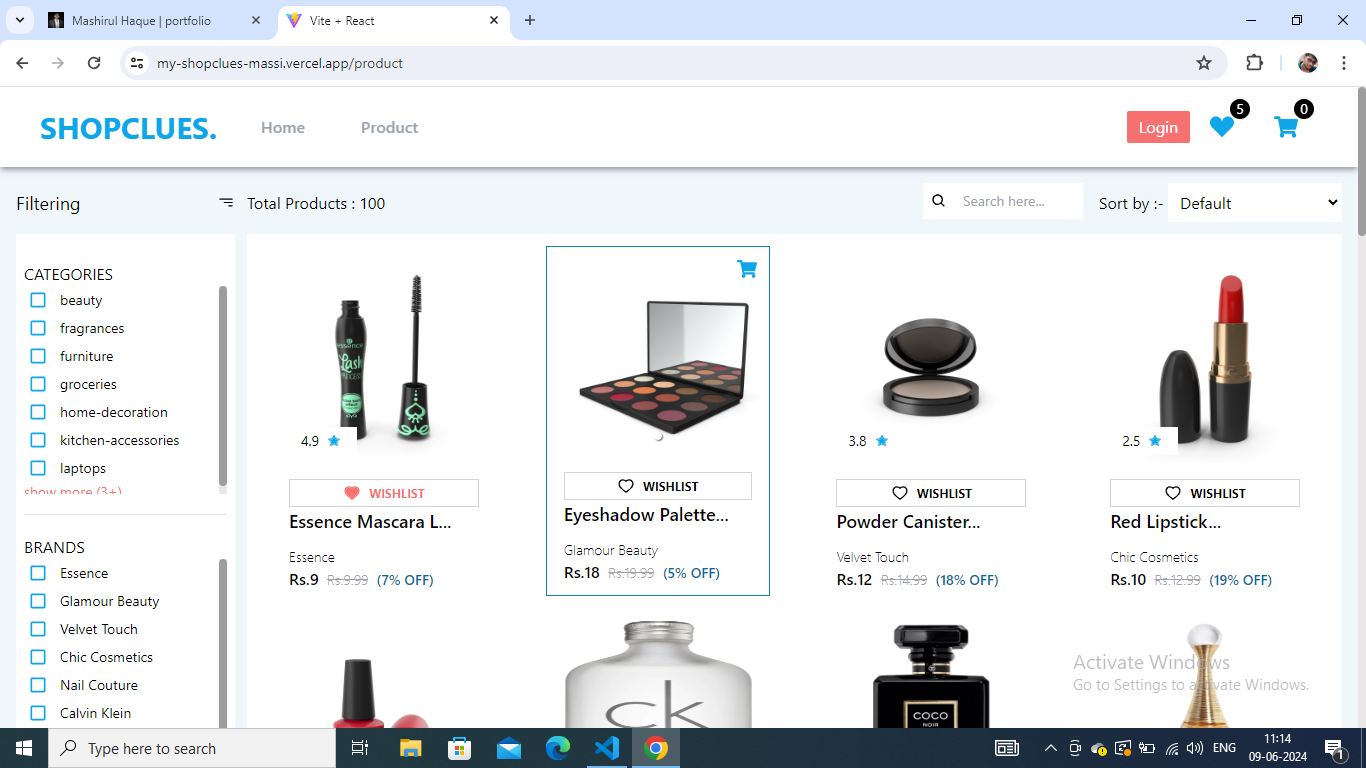 Mashirul Haque | portfolio
Vite + React
my-shopclues-massi.vercel.app/product
SHOPCLUES.
Home
Product
Login
5
0
Filtering
Total Products : 100
Search here...
Sort by :-
Default
CATEGORIES
beauty
fragrances
furniture
groceries
home-decoration
kitchen-accessories
laptops
show more (3+)
BRANDS
Essence
Glamour Beauty
Velvet Touch
Chic Cosmetics
Nail Couture
Calvin Klein
essence
Lash
4.9
WISHLIST
Essence Mascara L...
Essence
Rs.9 Rs.9.99 (7% OFF)
WISHLIST
Eyeshadow Palette...
Glamour Beauty
Rs.18 Rs.19.99 (5% OFF)
3.8
WISHLIST
Powder Canister...
Velvet Touch
Rs.12 Rs.14.99 (18% OFF)
2.5
WISHLIST
Red Lipstick...
Chic Cosmetics
Rs.10 Rs.12.99 (19% OFF)
ck
COCO
NOIR
Activate Windows
Go to Settings to activate Windows.
Type here to search
ENG
11:14
09-06-2024
1